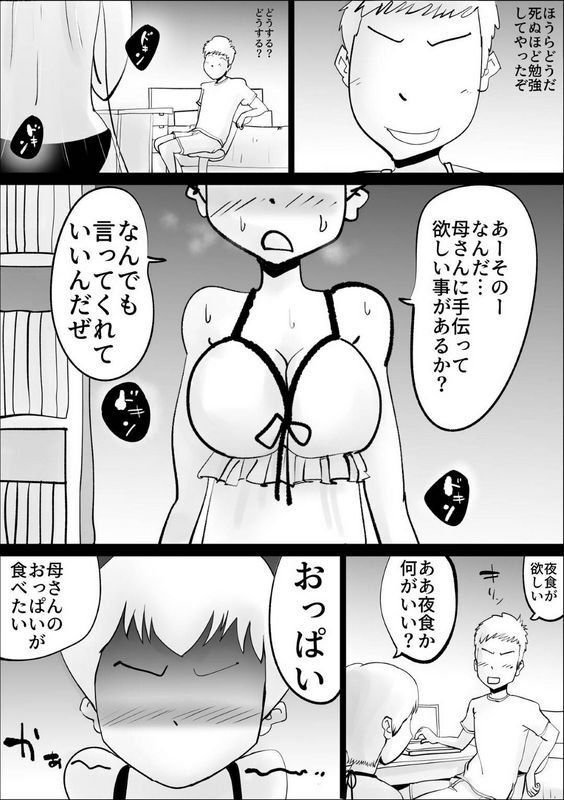 ほうらどうだ
死ぬほど勉強
してやったぞ
どうする?
どうする?
ドキン
ドキン
あーそのー
なんだ…
母さんに手伝って
欲しい事があるか?
なんでも
言ってくれて
いいんだぜ
ドキン
ドキン
夜食が
欲しい
キリッ
ああ夜食か
何がいい?
おっぱい
母さんの
おっぱいが
食べたい
かぁぁ